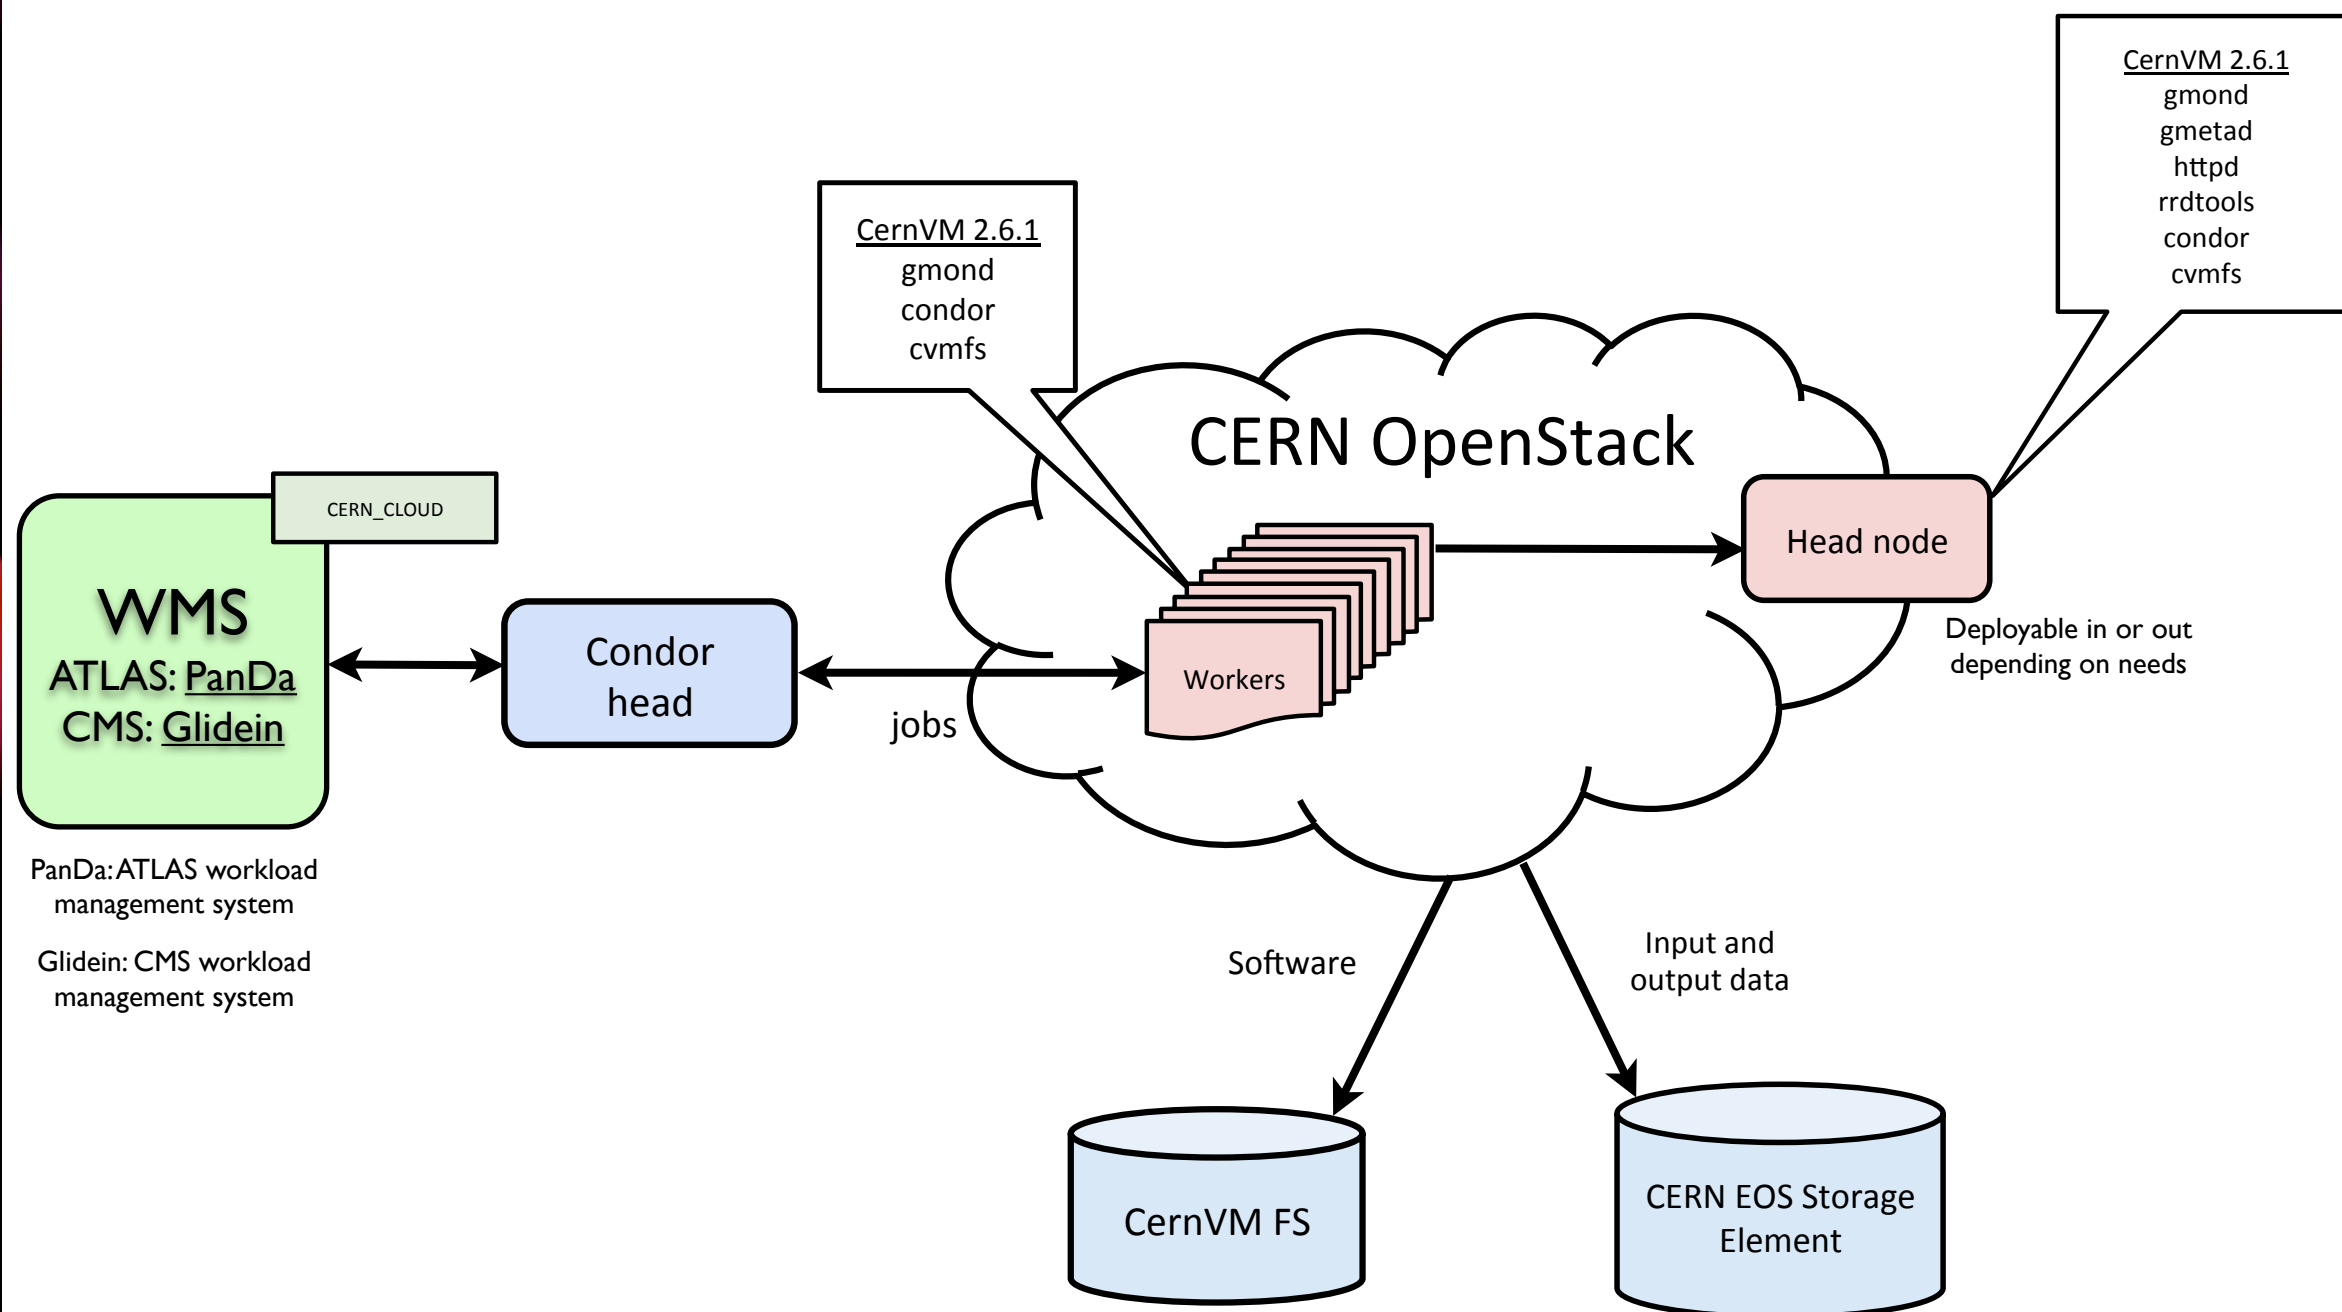 CernVM 2.6.1
gmond
gmetad
httpd
rrdtools
condor
cvmfs
CernVM 2.6.1
gmond
condor
cvmfs
CERN OpenStack
CERN_CLOUD
WMS
ATLAS: PanDa
CMS: Glidein
Condor
head
jobs
Workers
Head node
Deployable in or out
depending on needs
PanDa: ATLAS workload
management system
Glidein: CMS workload
management system
Software
Input and
output data
CernVM FS
CERN EOS Storage
Element